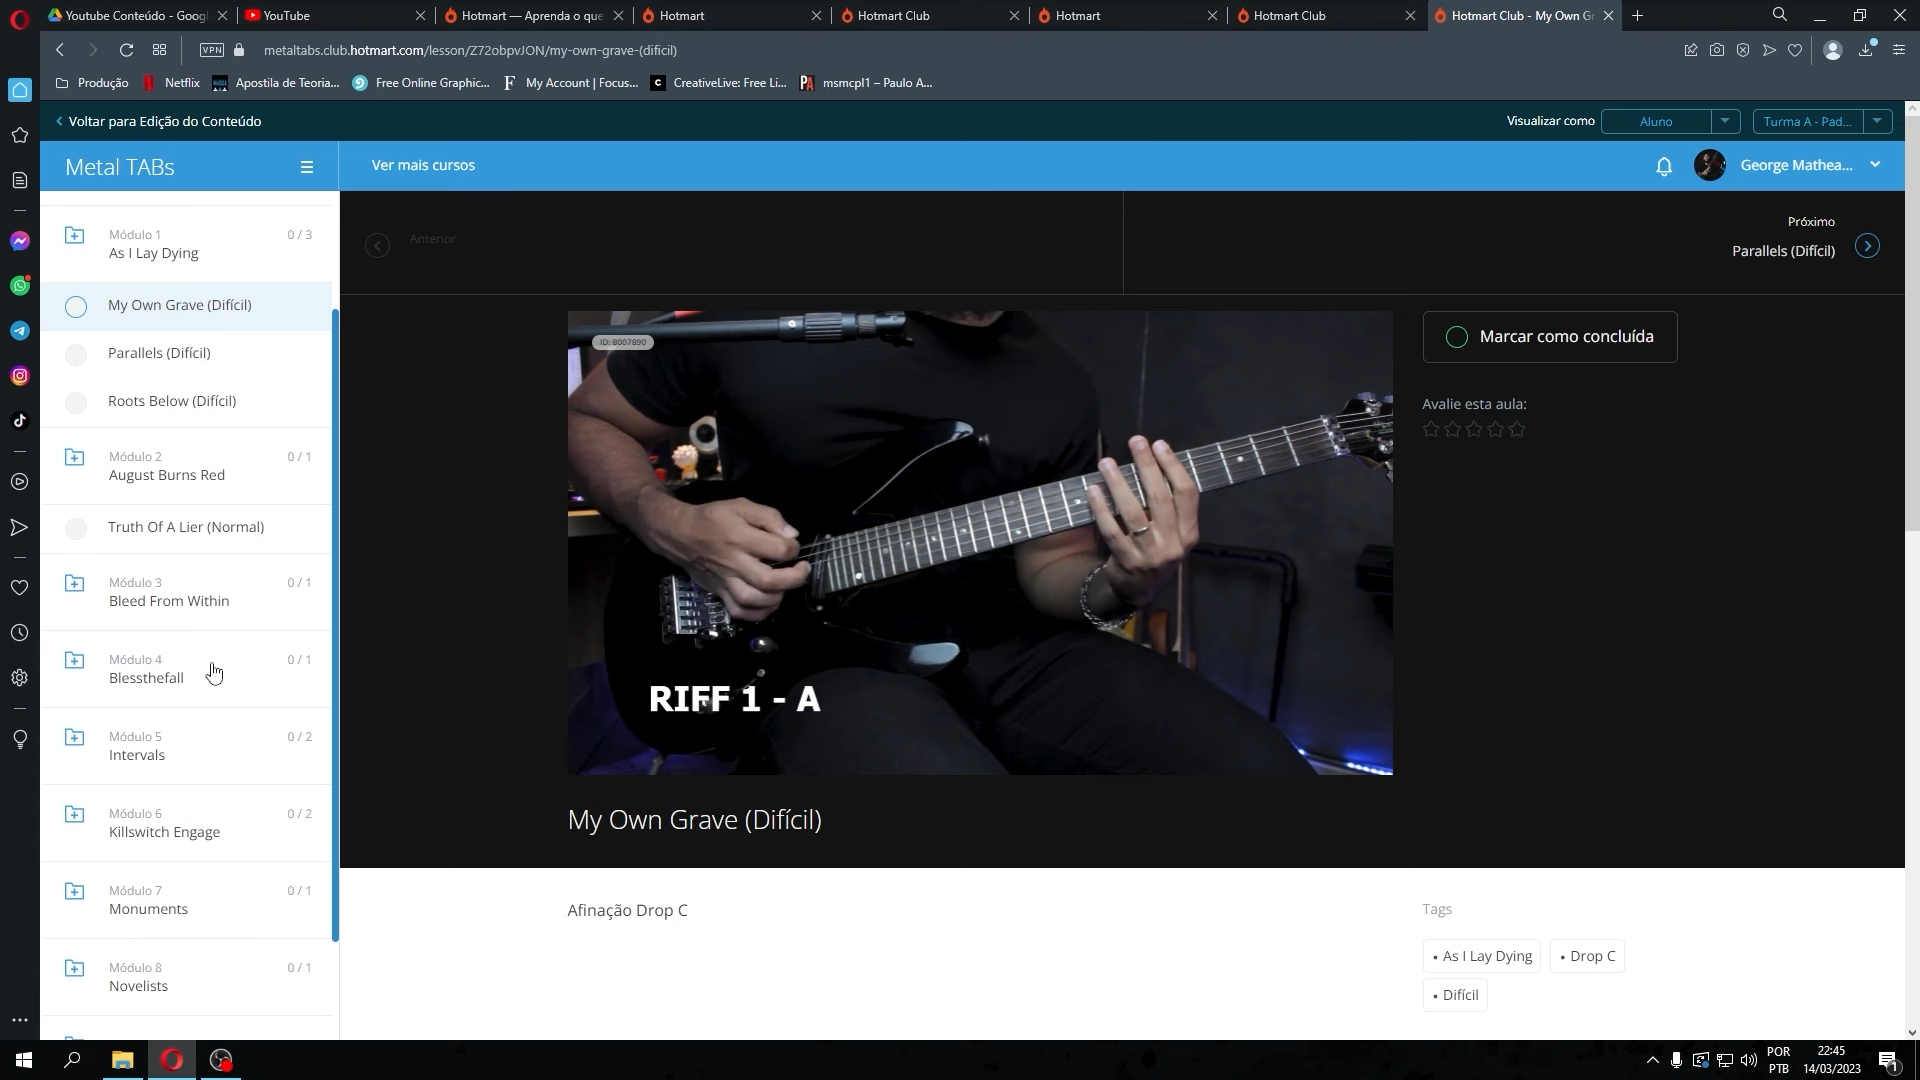 Youtube Conteúdo - Goog
YouTube
Hotmart — Aprenda o que
Hotmart
Hotmart Club
Hotmart
Hotmart Club
Hotmart Club - My Own Gr
VPN
metaltabs.club.hotmart.com/lesson/Z72obpvJON/my-own-grave-(dificil)
Produção
Netflix
Apostila de Teoria...
Free Online Graphic...
My Account | Focus...
CreativeLive: Free Li...
msmcpl1 – Paulo A...
Voltar para Edição do Conteúdo
Visualizar como
Aluno
Turma A - Pad...
Metal TABs
Ver mais cursos
George Mathea...
Módulo 1
0 / 3
As I Lay Dying
My Own Grave (Difícil)
Parallels (Difícil)
Roots Below (Difícil)
Módulo 2
0 / 1
August Burns Red
Truth Of A Lier (Normal)
Módulo 3
0 / 1
Bleed From Within
Módulo 4
0 / 1
Blessthefall
Módulo 5
0 / 2
Intervals
Módulo 6
0 / 2
Killswitch Engage
Módulo 7
0 / 1
Monuments
Módulo 8
0 / 1
Novelists
Anterior
Próximo
Parallels (Difícil)
ID: 8007890
RIFF 1 - A
Marcar como concluída
Avalie esta aula:
My Own Grave (Difícil)
Afinação Drop C
Tags
• As I Lay Dying
• Drop C
• Difícil
POR
PTB
22:45
14/03/2023
1